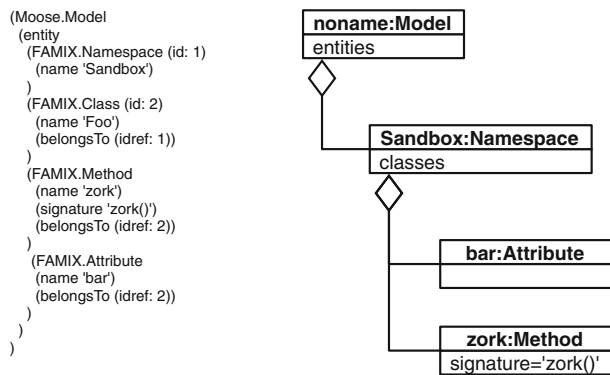 (Moose.Model
(entity
(FAMIX.Namespace (id: 1)
(name 'Sandbox')
)
(FAMIX.Class (id: 2)
(name 'Foo')
(belongsTo (idref: 1))
)
(FAMIX.Method
(name 'zork')
(signature 'zork()')
(belongsTo (idref: 2))
)
(FAMIX.Attribute
(name 'bar')
(belongsTo (idref: 2))
)
)
)
noname:Model
entities
Sandbox:Namespace
classes
bar:Attribute
zork:Method
signature='zork()'